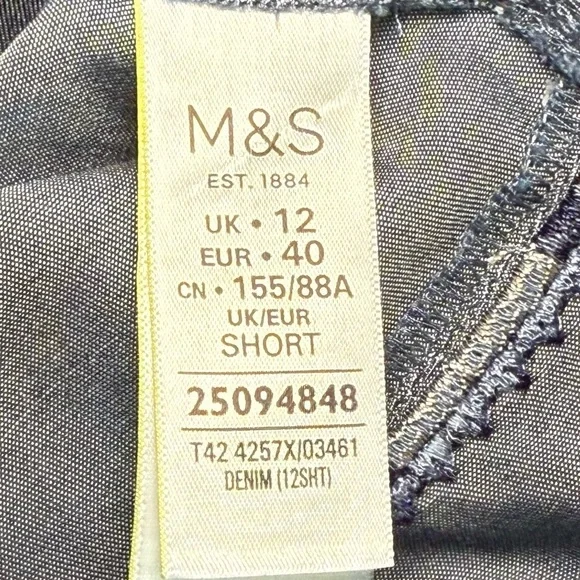 M&S
EST. 1884
UK • 12
EUR • 40
CN • 155/88A
UK/EUR
SHORT
25094848
T42 4257X/03461
DENIM (12SHT)